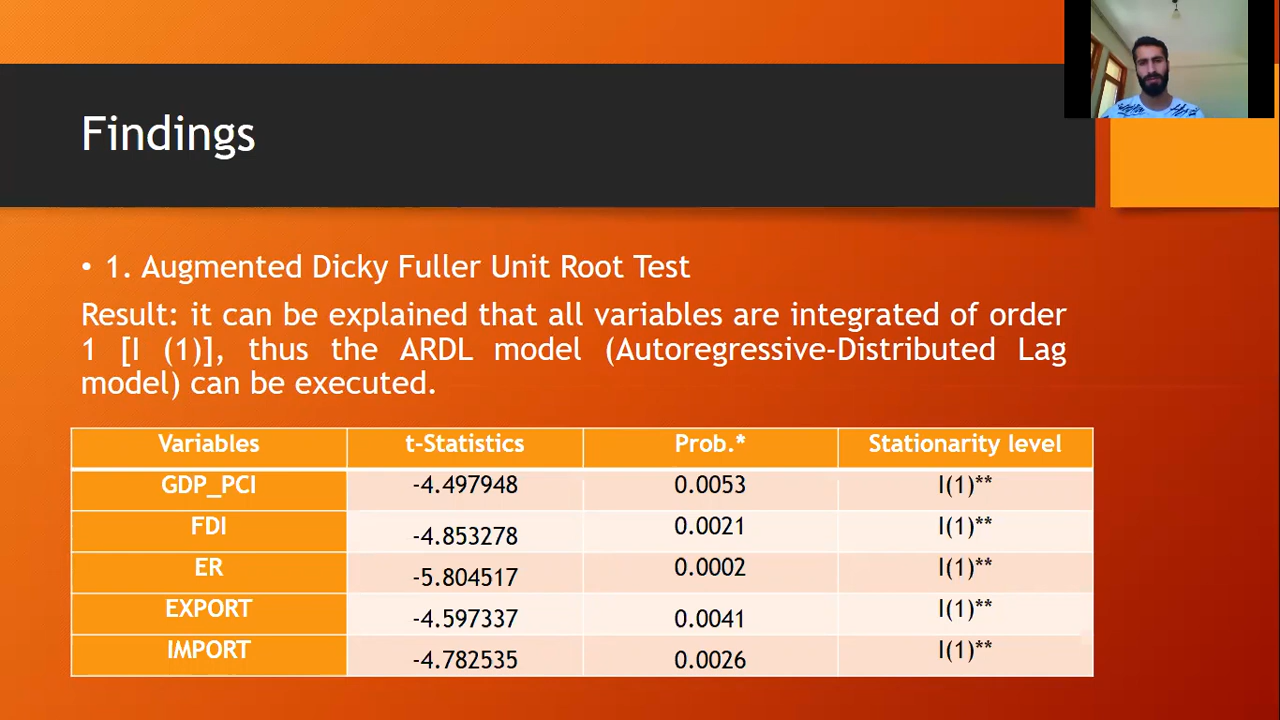 Findings
• 1. Augmented Dicky Fuller Unit Root Test
Result: it can be explained that all variables are integrated of order
1 [I (1)], thus the ARDL model (Autoregressive-Distributed Lag
model) can be executed.
Variables t-Statistics Prob.* Stationarity level
GDP_PCI -4.497948 0.0053 I(1)**
FDI -4.853278 0.0021 I(1)**
ER -5.804517 0.0002 I(1)**
EXPORT -4.597337 0.0041 I(1)**
IMPORT -4.782535 0.0026 I(1)**